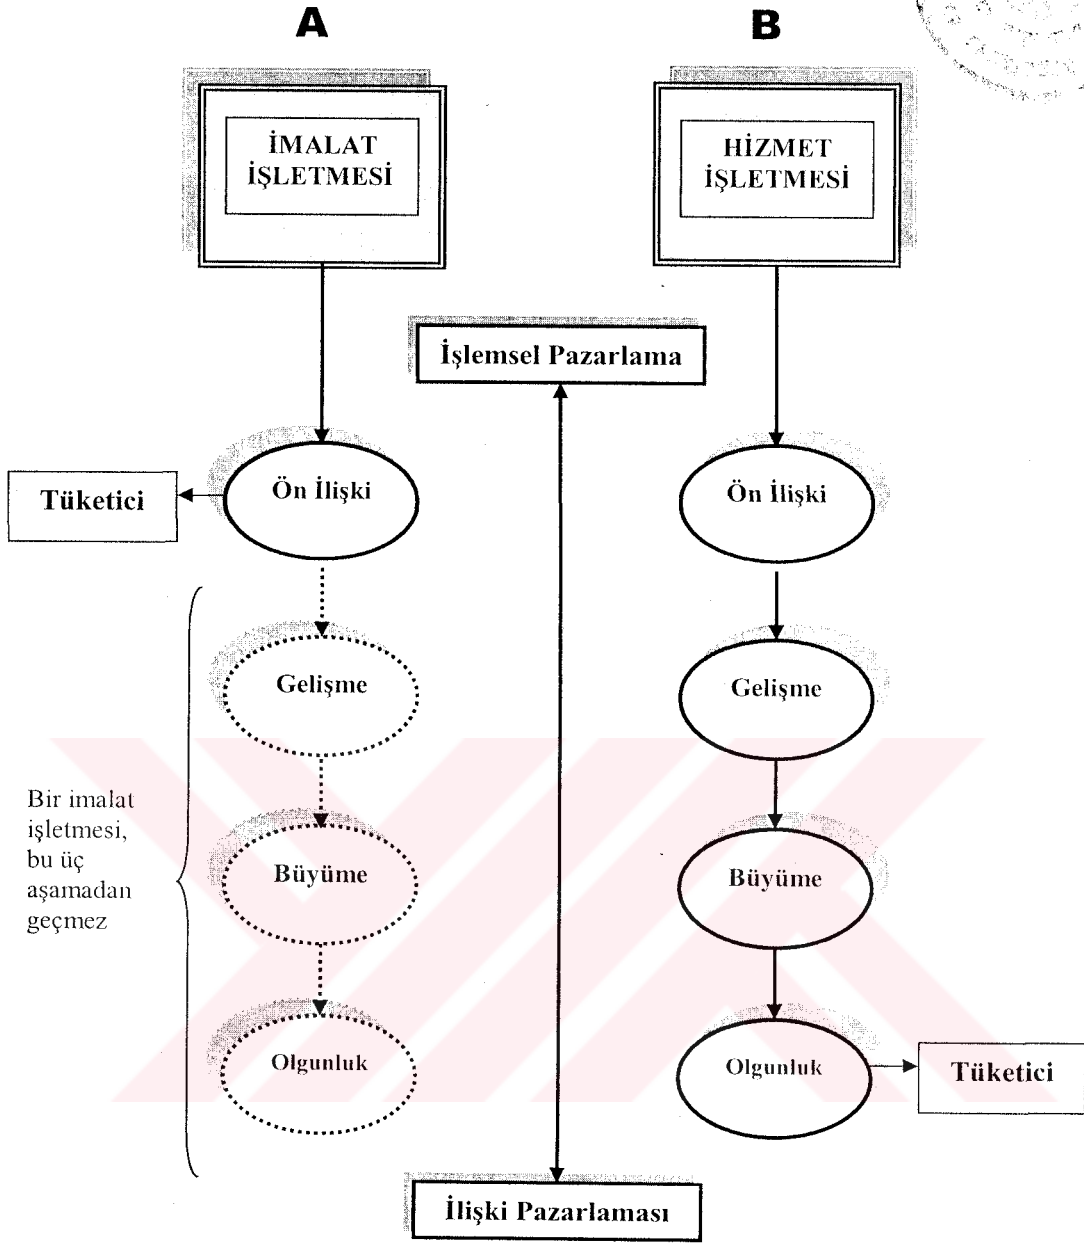 A
B
İMALAT
İŞLETMESİ
HİZMET
İŞLETMESİ
İşlemsel Pazarlama
Tüketici
Ön İlişki
Ön İlişki
Gelişme
Gelişme
Bir imalat
işletmesi,
bu üç
aşamadan
geçmez
Büyüme
Büyüme
Olgunluk
Olgunluk
Tüketici
İlişki Pazarlaması